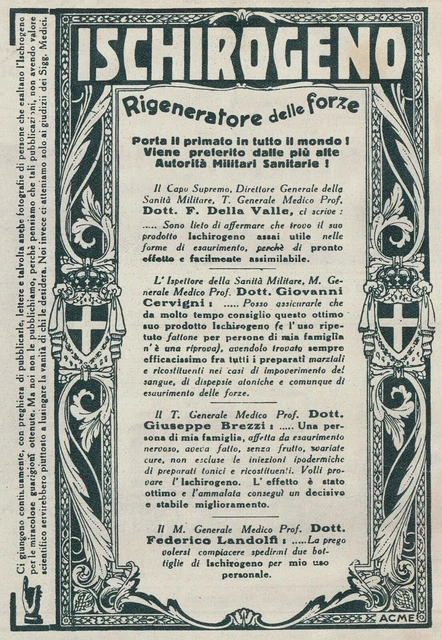 ISCHIROGENO
Rigeneratore delle forze
Porta il primato in tutto il mondo !
Viene preferito dalle più alte
Autorità Militari Sanitarie !
Il Capo Supremo, Direttore Generale della
Sanità Militare, T. Generale Medico Prof.
Dott. F. Della Valle, ci scrive :
..... Sono lieto di affermare che trovo il suo
prodotto Ischirogeno assai utile nelle
forme di esaurimento, perchè di pronto
effetto e facilmente assimilabile.
L' Ispettore della Sanità Militare, M. Ge-
nerale Medico Prof. Dott. Giovanni
Cervigni : ..... Posso assicurarle che
da molto tempo consiglio questo ottimo
suo prodotto Ischirogeno (e l' uso ripe-
tuto fattone per persone di mia famiglia
n' è una riprova), avendolo trovato sempre
efficacissimo fra tutti i preparati marziali
e ricostituenti nei casi di impoverimento del
sangue, di dispepsie atoniche e comunque di
esaurimento delle forze.
Il T. Generale Medico Prof. Dott.
Giuseppe Brezzi : ..... Una per-
sona di mia famiglia, affetta da esaurimento
nervoso, aveca fatto, senza frutto, wariate
cure, non escluse le iniezioni ipodermiche
di preparati tonici e ricostituenti. Volli pro-
vare l' Ischirogeno. L' effetto è stato
ottimo e l'ammalata conseguì un decisivo
e stabile miglioramento.
Il M. Generale Medico Prof. Dott.
Federico Landolfi : .....La prego
volersi compiacere spedirmi due bot-
tiglie di Ischirogeno per mio uso
personale.
ACME
Ci giungono continuamente, con preghiera di pubblicarle, lettere e talvolta anche fotografie di persone che esaltano l'Ischirogeno
per le miracolose guarigioni ottenute. Ma noi non le pubblichiamo, perchè pensiamo che tali pubblicazioni, non avendo valore
scientifico servirebbero piuttosto a lusingare la vanità di chi le desidera. Noi invece ci atteniamo solo ai giudizii dei Sigg. Medici.